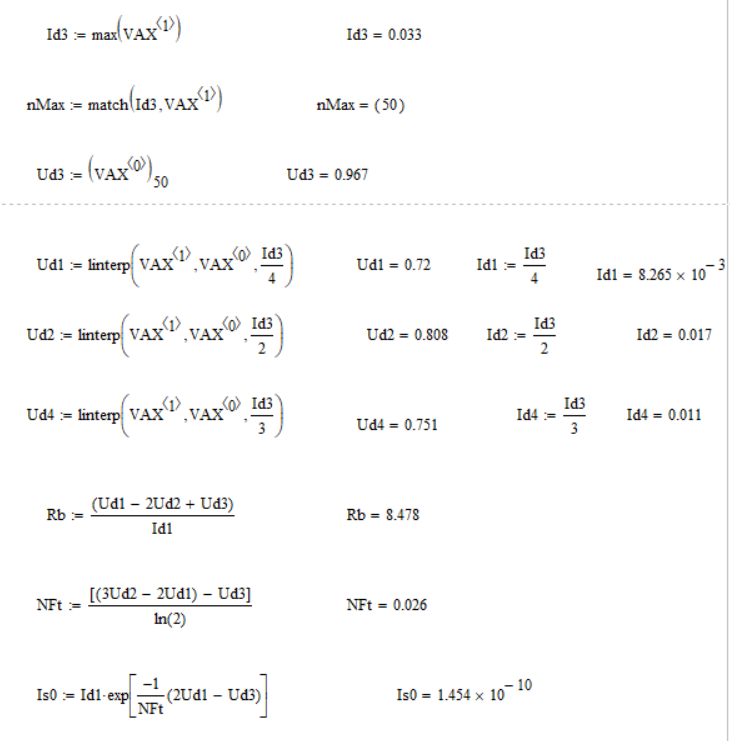 Id3 := max(VAX^⟨1⟩) Id3 = 0.033
nMax := match(Id3, VAX^⟨1⟩) nMax = (50)
Ud3 := (VAX^⟨0⟩)_50 Ud3 = 0.967
Ud1 := linterp(VAX^⟨1⟩, VAX^⟨0⟩, Id3/4) Ud1 = 0.72 Id1 := Id3/4 Id1 = 8.265 × 10^-3
Ud2 := linterp(VAX^⟨1⟩, VAX^⟨0⟩, Id3/2) Ud2 = 0.808 Id2 := Id3/2 Id2 = 0.017
Ud4 := linterp(VAX^⟨1⟩, VAX^⟨0⟩, Id3/3) Ud4 = 0.751 Id4 := Id3/3 Id4 = 0.011
Rb := (Ud1 − 2Ud2 + Ud3)/Id1 Rb = 8.478
NFt := [(3Ud2 − 2Ud1) − Ud3]/ln(2) NFt = 0.026
Is0 := Id1·exp[−1/NFt (2Ud1 − Ud3)] Is0 = 1.454 × 10^-10